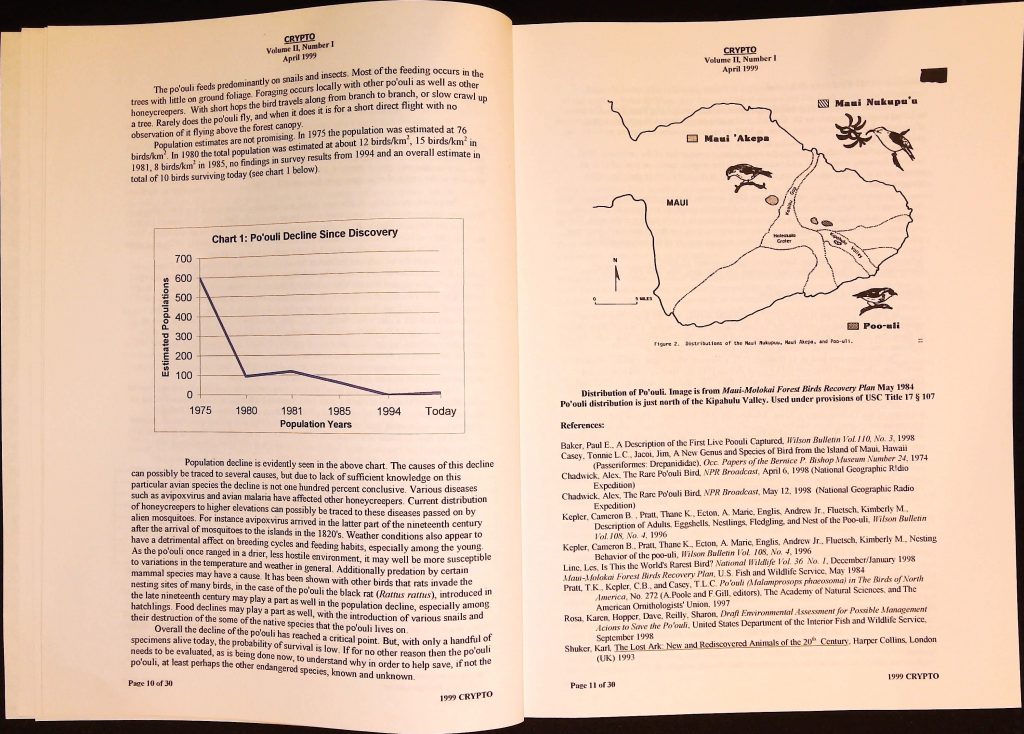 CRYPTO
Volume II, Number I
April 1999
The po'ouli feeds predominantly on snails and insects. Most of the feeding occurs in the
trees with little on ground foliage. Foraging occurs locally with other po'ouli as well as other
honeycreepers. With short hops the bird travels along from branch to branch, or slow crawl up
a tree. Rarely does the po'ouli fly, and when it does it is for a short direct flight with no
observation of it flying above the forest canopy.
Population estimates are not promising. In 1975 the population was estimated at 76
birds/km², In 1980 the total population was estimated at about 12 birds/km², 15 birds/km² in
1981, 8 birds/km² in 1985, no findings in survey results from 1994 and an overall estimate in
total of 10 birds surviving today (see chart 1 below).
Chart 1: Po'ouli Decline Since Discovery
Estimated Populations
700
600
500
400
300
200
100
0
1975 1980 1981 1985 1994 Today
Population Years
Population decline is evidently seen in the above chart. The causes of this decline
can possibly be traced to several causes, but due to lack of sufficient knowledge on this
particular avian species the decline is not one hundred percent conclusive. Various diseases
such as avipoxvirus and avian malaria have affected other honeycreepers. Current distribution
of honeycreepers to higher elevations can possibly be traced to these diseases passed on by
alien mosquitoes. For instance avipoxvirus arrived in the latter part of the nineteenth century
after the arrival of mosquitoes to the islands in the 1820's. Weather conditions also appear to
have a detrimental affect on breeding cycles and feeding habits, especially among the young.
As the po'ouli once ranged in a drier, less hostile environment, it may well be more susceptible
to variations in the temperature and weather in general. Additionally predation by certain
mammal species may have a cause. It has been shown with other birds that rats invade the
nesting sites of many birds, in the case of the po'ouli the black rat (Rattus rattus), introduced in
the late nineteenth century may play a part as well in the population decline, especially among
hatchlings. Food declines may play a part as well, with the introduction of various snails and
their destruction of the some of the native species that the po'ouli lives on.
Overall the decline of the po'ouli has reached a critical point. But, with only a handful of
specimens alive today, the probability of survival is low. If for no other reason then the po'ouli
needs to be evaluated, as is being done now, to understand why in order to help save, if not the
po'ouli, at least perhaps the other endangered species, known and unknown.
Page 10 of 30
1999 CRYPTO
CRYPTO
Volume II, Number I
April 1999
Maui Nukupu'u
Maui 'Akepa
MAUI
Haleakala
Crater
Kipahulu Valley
N
0 5 MILES
Poo-uli
Figure 2. Distributions of the Maui Nukupuu, Maui Akepa, and Poo-uli.
Distribution of Po'ouli. Image is from Maui-Molokai Forest Birds Recovery Plan May 1984
Po'ouli distribution is just north of the Kipahulu Valley. Used under provisions of USC Title 17 § 107
References:
Baker, Paul E., A Description of the First Live Poouli Captured, Wilson Bulletin Vol.110, No. 3, 1998
Casey, Tonnie L.C., Jacoi, Jim, A New Genus and Species of Bird from the Island of Maui, Hawaii
(Passeriformes: Drepanididae), Occ. Papers of the Bernice P. Bishop Museum Number 24, 1974
Chadwick, Alex, The Rare Po'ouli Bird, NPR Broadcast, April 6, 1998 (National Geographic RIdio
Expedition)
Chadwick, Alex, The Rare Po'ouli Bird, NPR Broadcast, May 12, 1998 (National Geographic Radio
Expedition)
Kepler, Cameron B. , Pratt, Thane K., Ecton, A. Marie, Englis, Andrew Jr., Fluetsch, Kimberly M.,
Description of Adults, Eggshells, Nestlings, Fledgling, and Nest of the Poo-uli, Wilson Bulletin
Vol.108, No. 4, 1996
Kepler, Cameron B., Pratt, Thane K., Ecton, A. Marie, Englis, Andrew Jr., Fluetsch, Kimberly M., Nesting
Behavior of the poo-uli, Wilson Bulletin Vol. 108, No. 4, 1996
Line, Les, Is This the World's Rarest Bird? National Wildlife Vol. 36 No. 1, December/January 1998
Maui-Molokai Forest Birds Recovery Plan, U.S. Fish and Wildlife Service, May 1984
Pratt, T.K., Kepler, C.B., and Casey, T.L.C. Po'ouli (Malamprosops phaeosoma) in The Birds of North
America, No. 272 (A.Poole and F Gill, editors), The Academy of Natural Sciences, and The
American Ornithologists' Union, 1997
Rosa, Karen, Hopper, Dave, Reilly, Sharon, Draft Environmental Assessment for Possible Management
Acions to Save the Po'ouli, United States Department of the Interior Fish and Wildlife Service,
September 1998
Shuker, Karl, The Lost Ark: New and Rediscovered Animals of the 20th Century, Harper Collins, London
(UK) 1993
Page 11 of 30
1999 CRYPTO